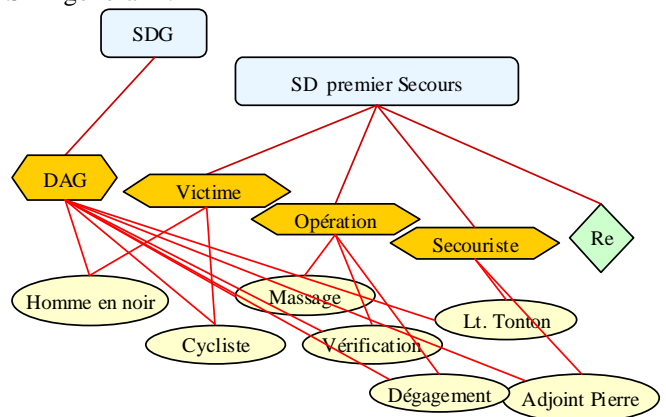 SDG
SD premier Secours
DAG
Victime
Opération
Secouriste
Re
Homme en noir
Massage
Lt. Tonton
Cycliste
Vérification
Dégagement
Adjoint Pierre